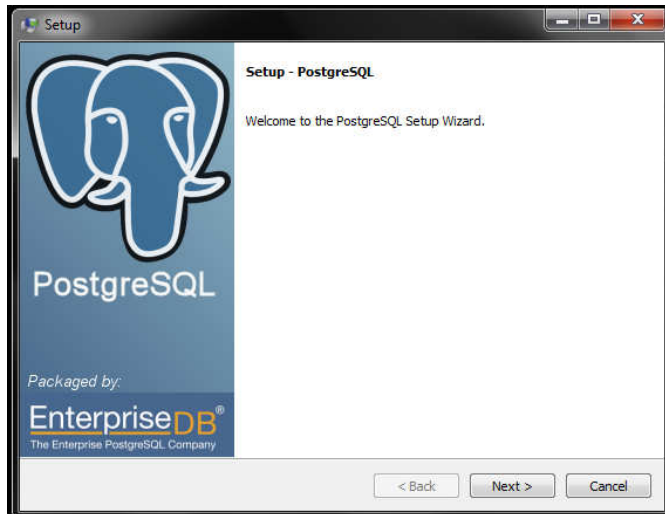 Setup
Setup - PostgreSQL
Welcome to the PostgreSQL Setup Wizard.
PostgreSQL
Packaged by:
EnterpriseDB®
The Enterprise PostgreSQL Company
< Back
Next >
Cancel